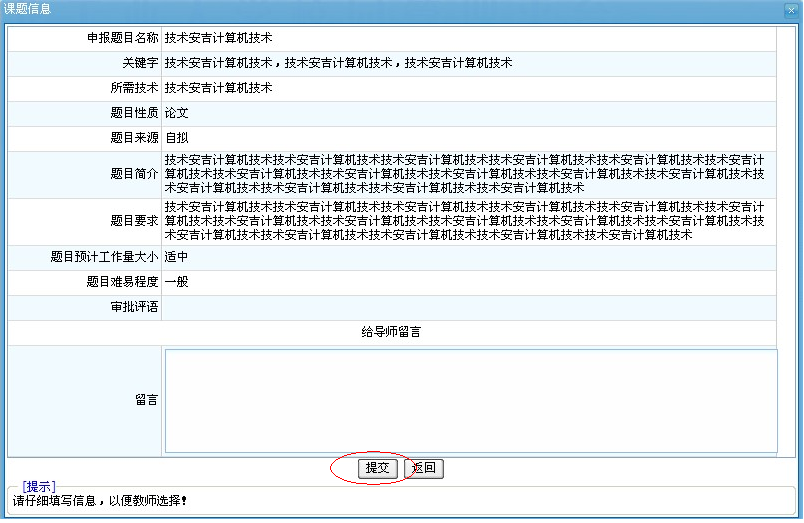 课题信息
申报题目名称 技术安吉计算机技术
关键字 技术安吉计算机技术，技术安吉计算机技术，技术安吉计算机技术
所需技术 技术安吉计算机技术
题目性质 论文
题目来源 自拟
技术安吉计算机技术技术安吉计算机技术技术安吉计算机技术技术安吉计算机技术技术安吉计算机技术技术安吉计
题目简介 算机技术技术安吉计算机技术技术安吉计算机技术技术安吉计算机技术技术安吉计算机技术技术安吉计算机技术技
术安吉计算机技术技术安吉计算机技术技术安吉计算机技术技术安吉计算机技术
技术安吉计算机技术技术安吉计算机技术技术安吉计算机技术技术安吉计算机技术技术安吉计算机技术技术安吉计
题目要求 算机技术技术安吉计算机技术技术安吉计算机技术技术安吉计算机技术技术安吉计算机技术技术安吉计算机技术技
术安吉计算机技术技术安吉计算机技术技术安吉计算机技术技术安吉计算机技术技术安吉计算机技术
题目预计工作量大小 适中
题目难易程度 一般
审批评语
给导师留言
留言
提交 返回
[提示]
请仔细填写信息，以便教师选择！